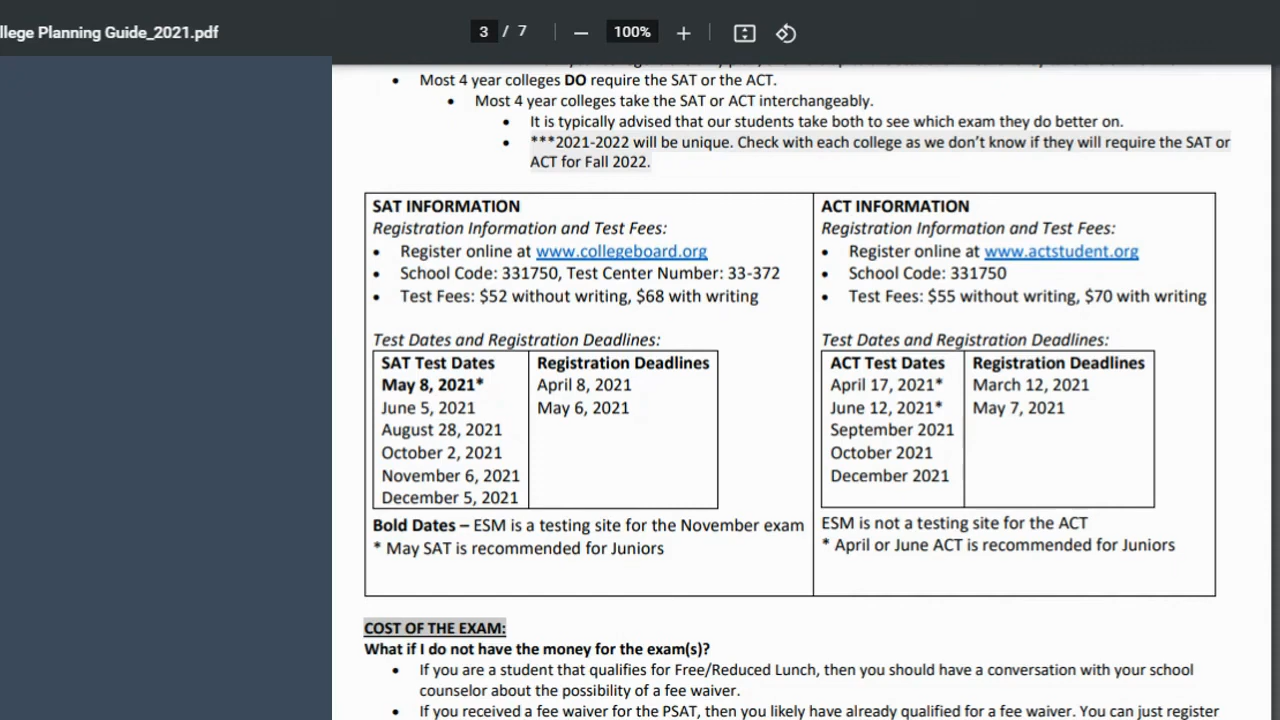 llege Planning Guide_2021.pdf
3 / 7
100%
Most 4 year colleges DO require the SAT or the ACT.
Most 4 year colleges take the SAT or ACT interchangeably.
It is typically advised that our students take both to see which exam they do better on.
***2021-2022 will be unique. Check with each college as we don't know if they will require the SAT or
ACT for Fall 2022.
SAT INFORMATION
Registration Information and Test Fees:
Register online at www.collegeboard.org
School Code: 331750, Test Center Number: 33-372
Test Fees: $52 without writing, $68 with writing
Test Dates and Registration Deadlines:
SAT Test Dates Registration Deadlines
May 8, 2021* April 8, 2021
June 5, 2021 May 6, 2021
August 28, 2021
October 2, 2021
November 6, 2021
December 5, 2021
Bold Dates – ESM is a testing site for the November exam
* May SAT is recommended for Juniors
ACT INFORMATION
Registration Information and Test Fees:
Register online at www.actstudent.org
School Code: 331750
Test Fees: $55 without writing, $70 with writing
Test Dates and Registration Deadlines:
ACT Test Dates Registration Deadlines
April 17, 2021* March 12, 2021
June 12, 2021* May 7, 2021
September 2021
October 2021
December 2021
ESM is not a testing site for the ACT
* April or June ACT is recommended for Juniors
COST OF THE EXAM:
What if I do not have the money for the exam(s)?
If you are a student that qualifies for Free/Reduced Lunch, then you should have a conversation with your school
counselor about the possibility of a fee waiver.
If you received a fee waiver for the PSAT, then you likely have already qualified for a fee waiver. You can just register